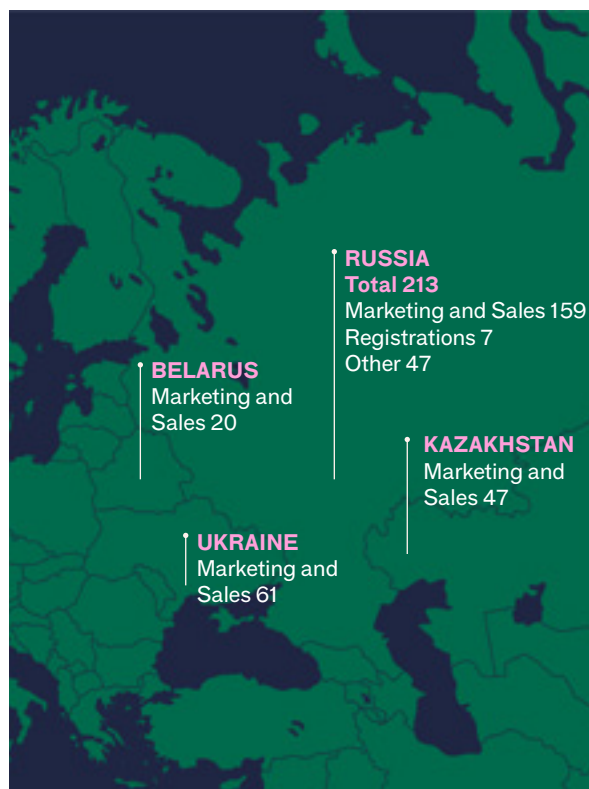 RUSSIA
Total 213
Marketing and Sales 159
Registrations 7
Other 47
BELARUS
Marketing and
Sales 20
KAZAKHSTAN
Marketing and
Sales 47
UKRAINE
Marketing and
Sales 61